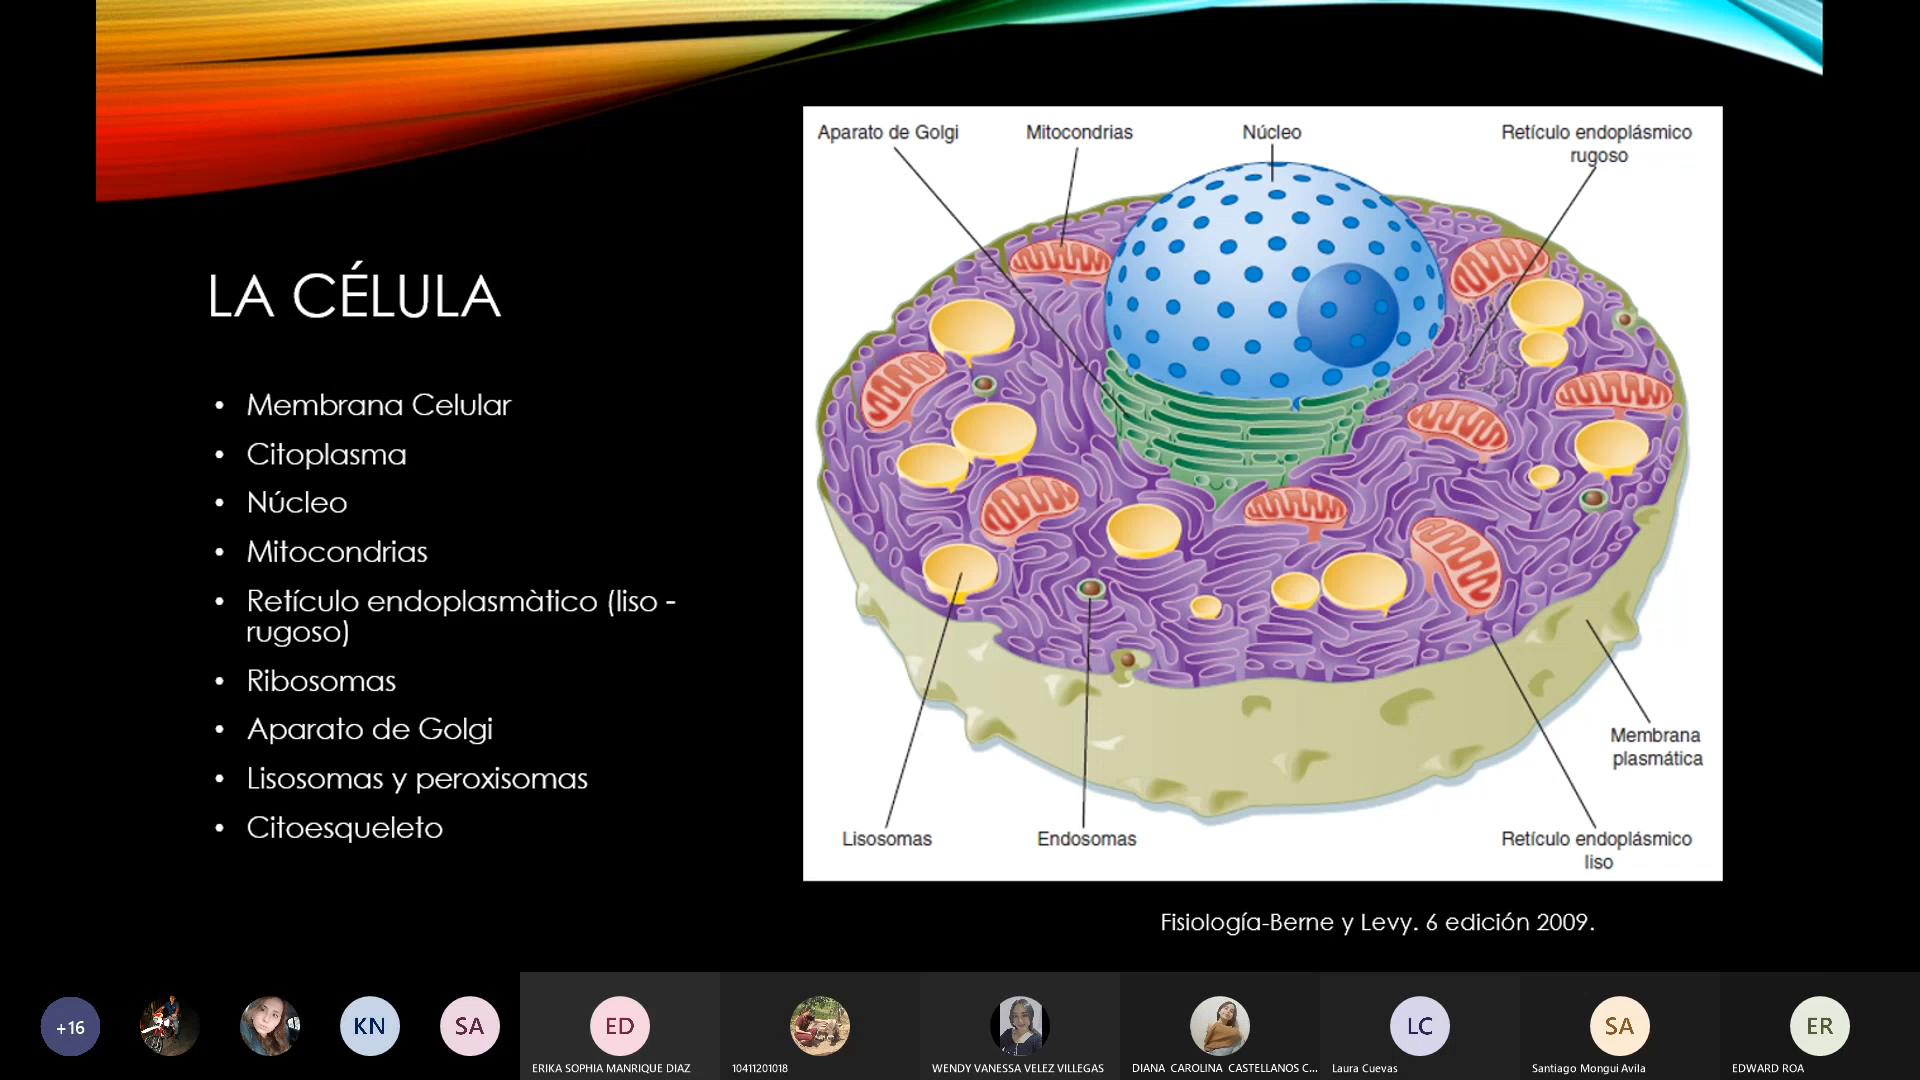 LA CÉLULA
• Membrana Celular
• Citoplasma
• Núcleo
• Mitocondrias
• Retículo endoplasmàtico (liso -
rugoso)
• Ribosomas
• Aparato de Golgi
• Lisosomas y peroxisomas
• Citoesqueleto
Aparato de Golgi
Mitocondrias
Núcleo
Retículo endoplásmico
rugoso
Membrana
plasmática
Lisosomas
Endosomas
Retículo endoplásmico
liso
Fisiología-Berne y Levy. 6 edición 2009.
+16
KN
SA
ED
ERIKA SOPHIA MANRIQUE DIAZ
10411201018
WENDY VANESSA VELEZ VILLEGAS
DIANA CAROLINA CASTELLANOS C...
LC
Laura Cuevas
SA
Santiago Mongui Avila
ER
EDWARD ROA